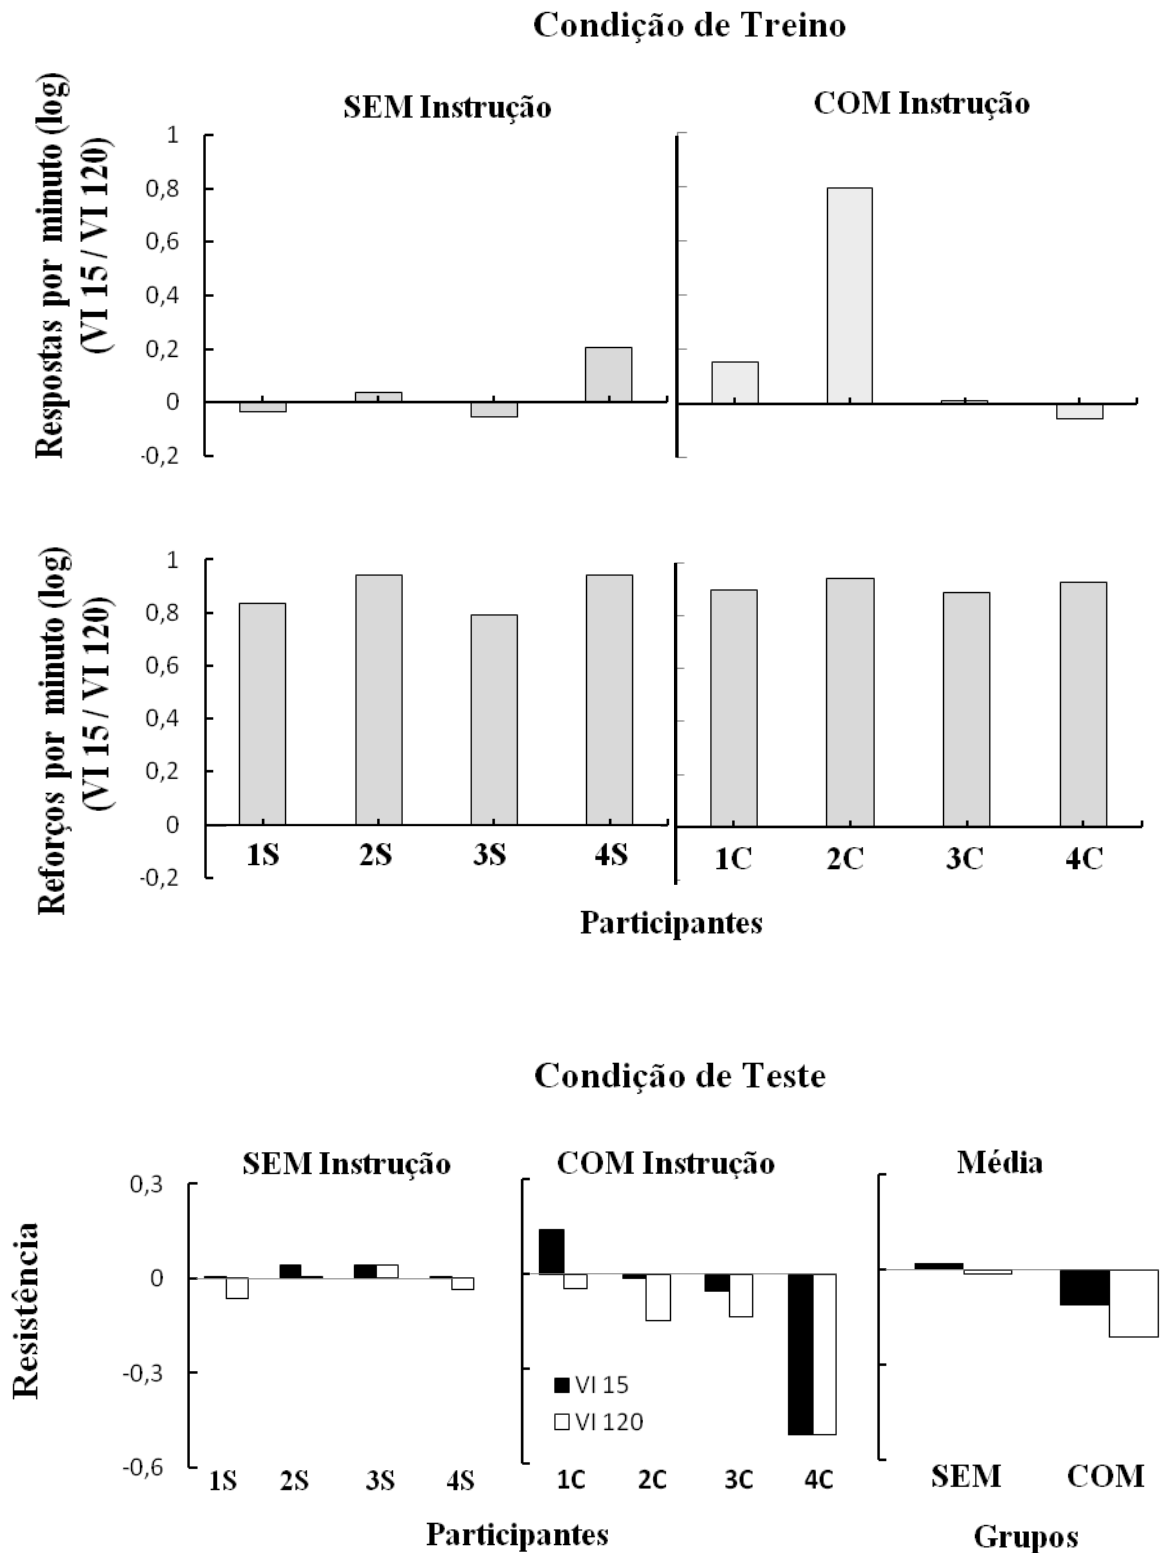 Condição de Treino
SEM Instrução
COM Instrução
Respostas por minuto (log)
(VI 15 / VI 120)
1
0,8
0,6
0,4
0,2
0
-0,2
Reforços por minuto (log)
(VI 15 / VI 120)
1
0,8
0,6
0,4
0,2
0
-0,2
1S 2S 3S 4S
1C 2C 3C 4C
Participantes
Condição de Teste
SEM Instrução
COM Instrução
Média
Resistência
0,3
0
-0,3
-0,6
VI 15
VI 120
1S 2S 3S 4S
1C 2C 3C 4C
SEM COM
Participantes
Grupos